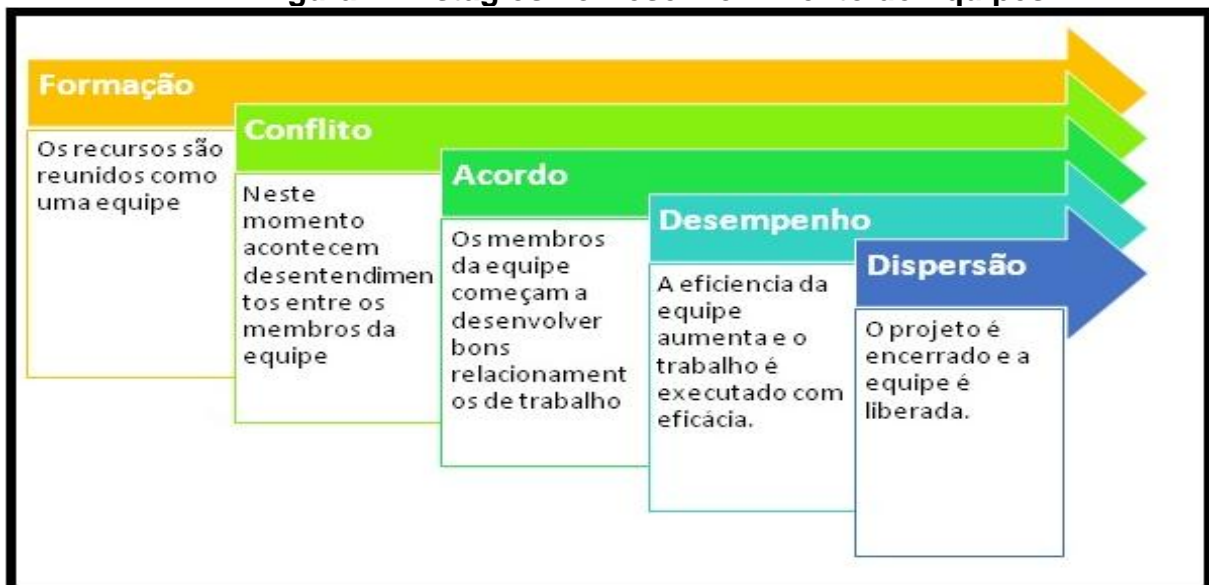 Formação
Os recursos são
reunidos como
uma equipe
Conflito
Neste
momento
acontecem
desentendimen
tos entre os
membros da
equipe
Acordo
Os membros
da equipe
começam a
desenvolver
bons
relacionament
os de trabalho
Desempenho
A eficiencia da
equipe
aumenta e o
trabalho é
executado com
eficácia.
Dispersão
O projeto é
encerrado e a
equipe é
liberada.